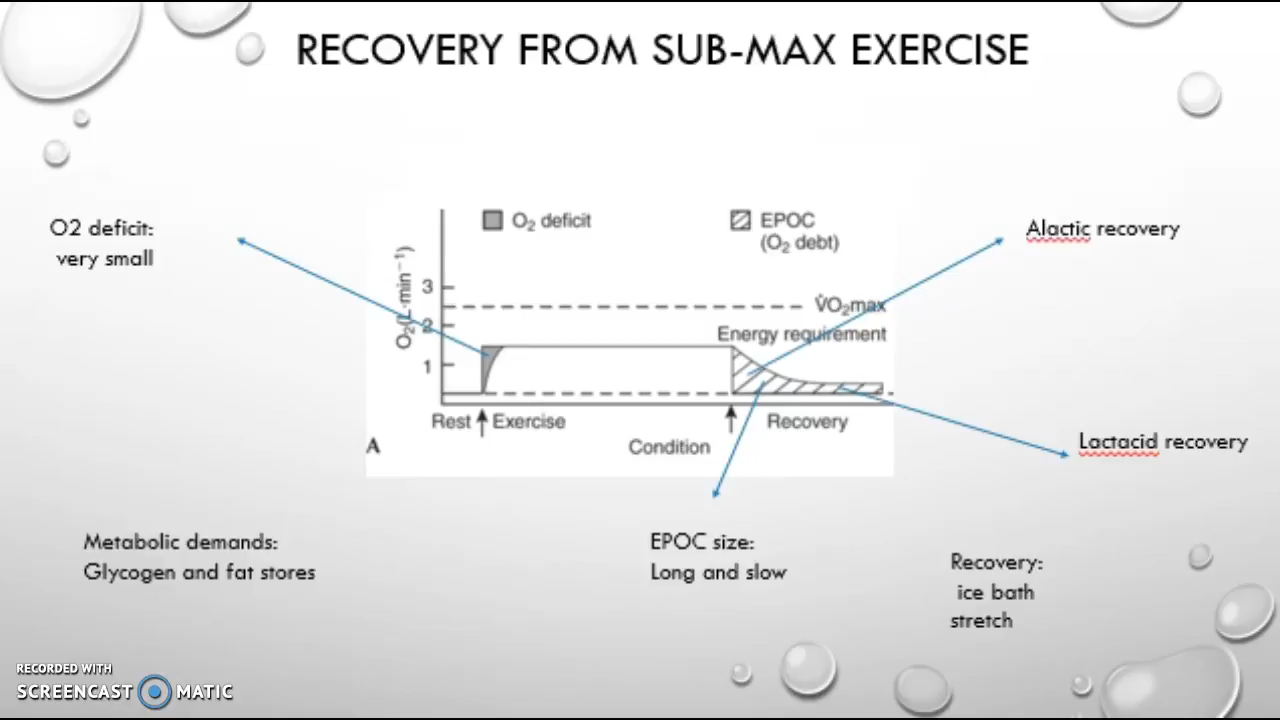 RECOVERY FROM SUB-MAX EXERCISE
O2 deficit:
very small
O₂ deficit
EPOC
(O₂ debt)
Alactic recovery
O₂(L·min⁻¹)
3
2
1
V̇O₂max
Energy requirement
Rest
Exercise
Recovery
Condition
A
Lactacid recovery
Metabolic demands:
Glycogen and fat stores
EPOC size:
Long and slow
Recovery:
ice bath
stretch
RECORDED WITH
SCREENCAST MATIC